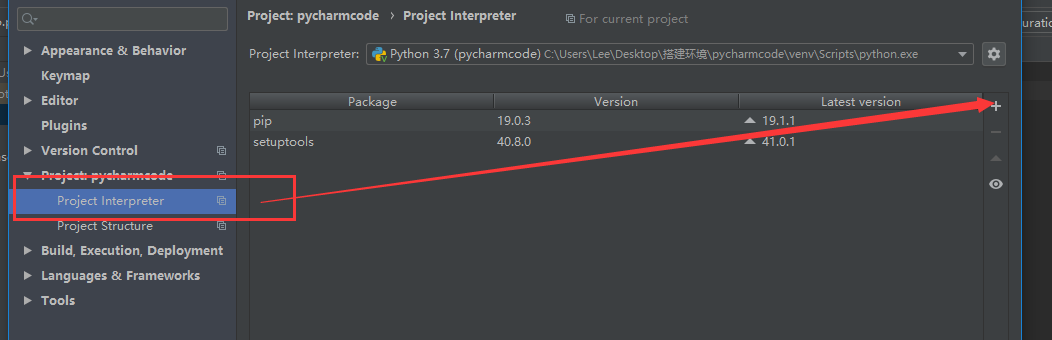 Project: pycharmcode › Project Interpreter
For current project
Appearance & Behavior
Keymap
Editor
Plugins
Version Control
Project: pycharmcode
Project Interpreter
Project Structure
Build, Execution, Deployment
Languages & Frameworks
Tools
Project Interpreter: Python 3.7 (pycharmcode) C:\Users\Lee\Desktop\搭建环境\pycharmcode\venv\Scripts\python.exe
Package Version Latest version
pip 19.0.3 19.1.1
setuptools 40.8.0 41.0.1